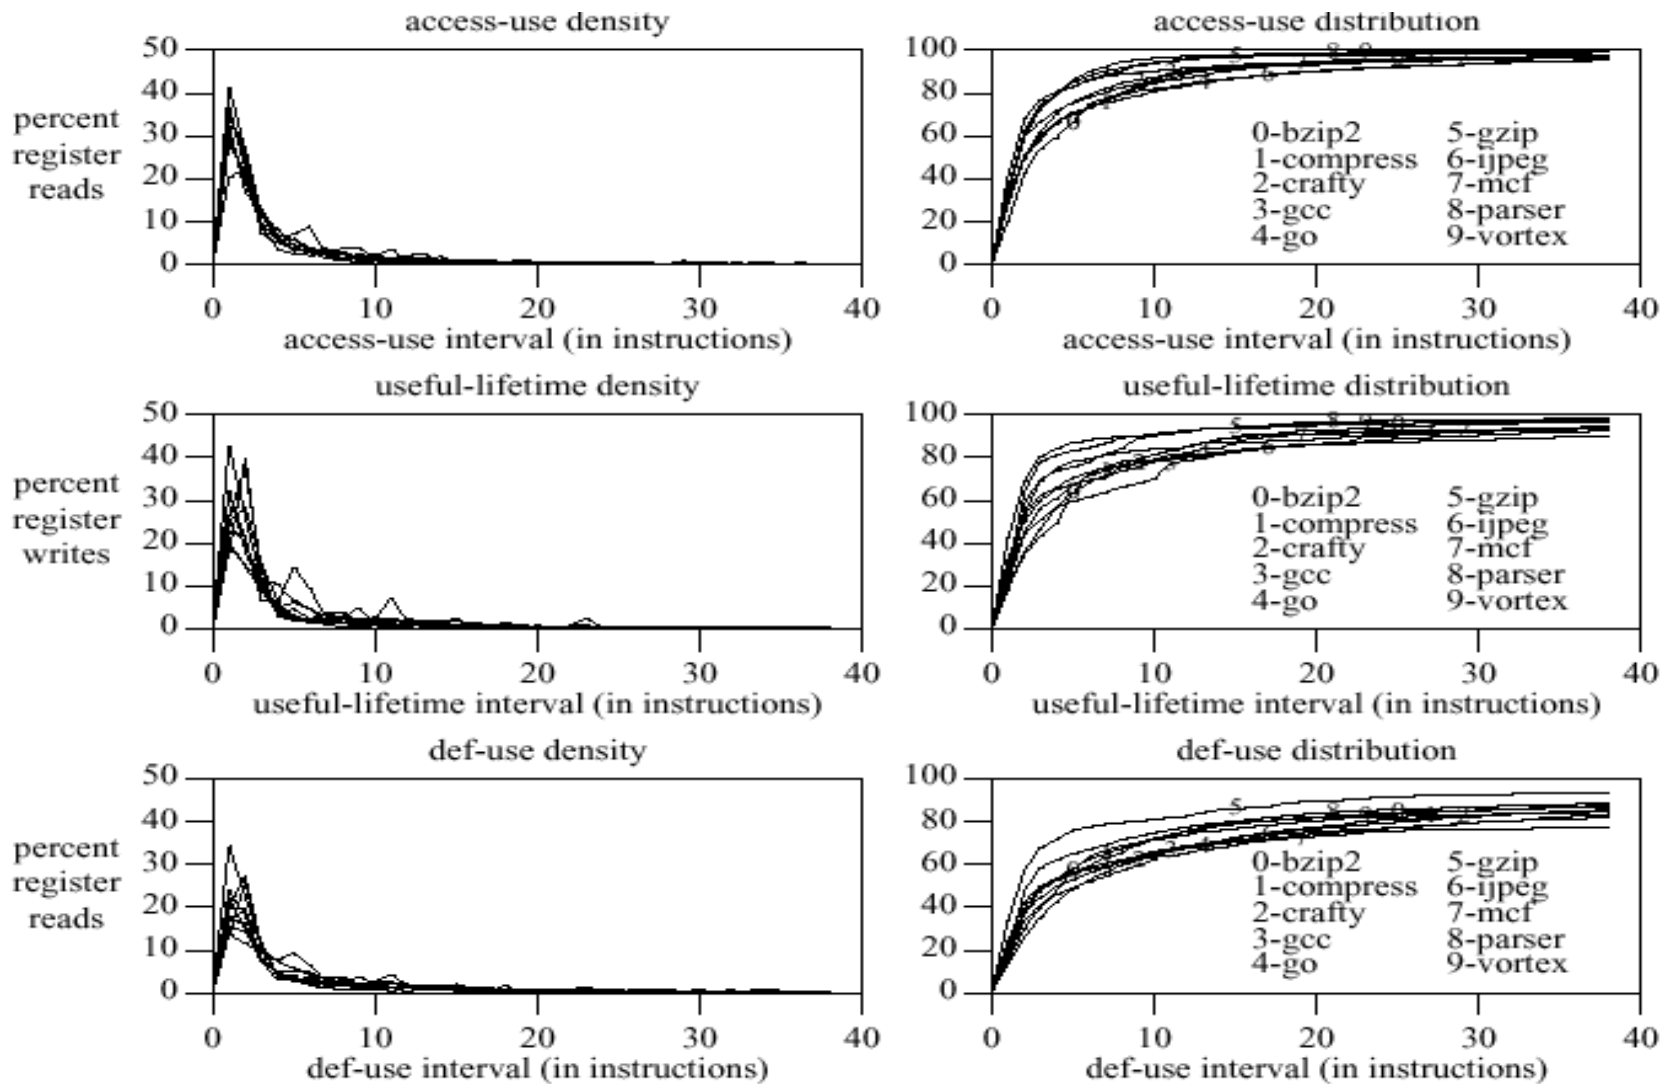 access-use density
50
40
30
20
10
0
percent
register
reads
0 10 20 30 40
access-use interval (in instructions)
access-use distribution
100
80
60
40
20
0
0-bzip2 5-gzip
1-compress 6-ijpeg
2-crafty 7-mcf
3-gcc 8-parser
4-go 9-vortex
0 10 20 30 40
access-use interval (in instructions)
useful-lifetime density
50
40
30
20
10
0
percent
register
writes
0 10 20 30 40
useful-lifetime interval (in instructions)
useful-lifetime distribution
100
80
60
40
20
0
0-bzip2 5-gzip
1-compress 6-ijpeg
2-crafty 7-mcf
3-gcc 8-parser
4-go 9-vortex
0 10 20 30 40
useful-lifetime interval (in instructions)
def-use density
50
40
30
20
10
0
percent
register
reads
0 10 20 30 40
def-use interval (in instructions)
def-use distribution
100
80
60
40
20
0
0-bzip2 5-gzip
1-compress 6-ijpeg
2-crafty 7-mcf
3-gcc 8-parser
4-go 9-vortex
0 10 20 30 40
def-use interval (in instructions)